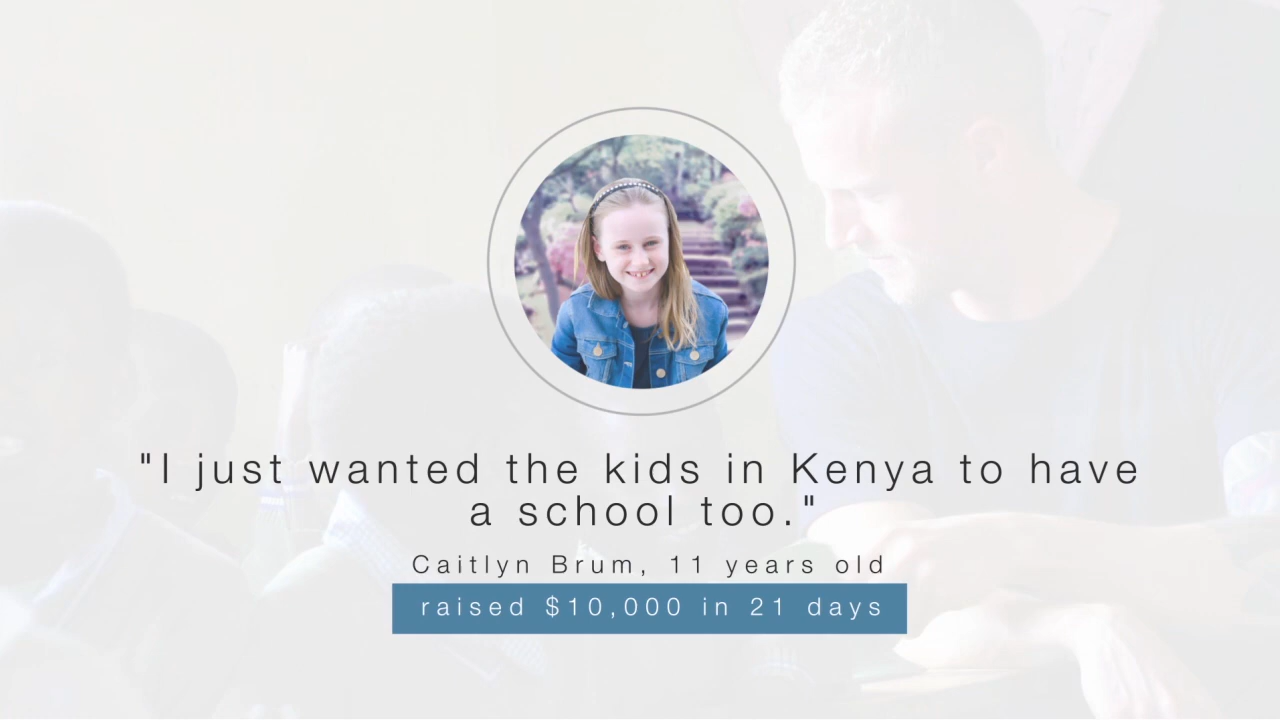 "I just wanted the kids in Kenya to have
a school too."
Caitlyn Brum, 11 years old
raised $10,000 in 21 days